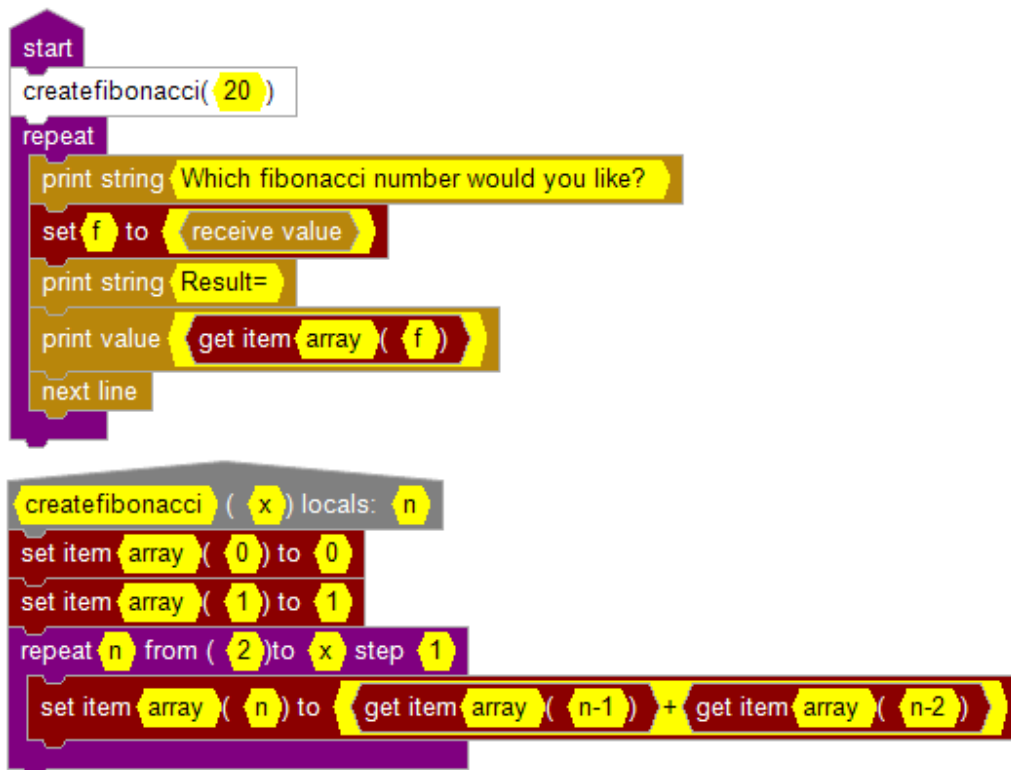 start
createfibonacci( 20 )
repeat
print string Which fibonacci number would you like?
set f to receive value
print string Result=
print value get item array ( f )
next line
createfibonacci ( x ) locals: n
set item array ( 0 ) to 0
set item array ( 1 ) to 1
repeat n from ( 2 )to x step 1
set item array ( n ) to get item array ( n-1 ) + get item array ( n-2 )